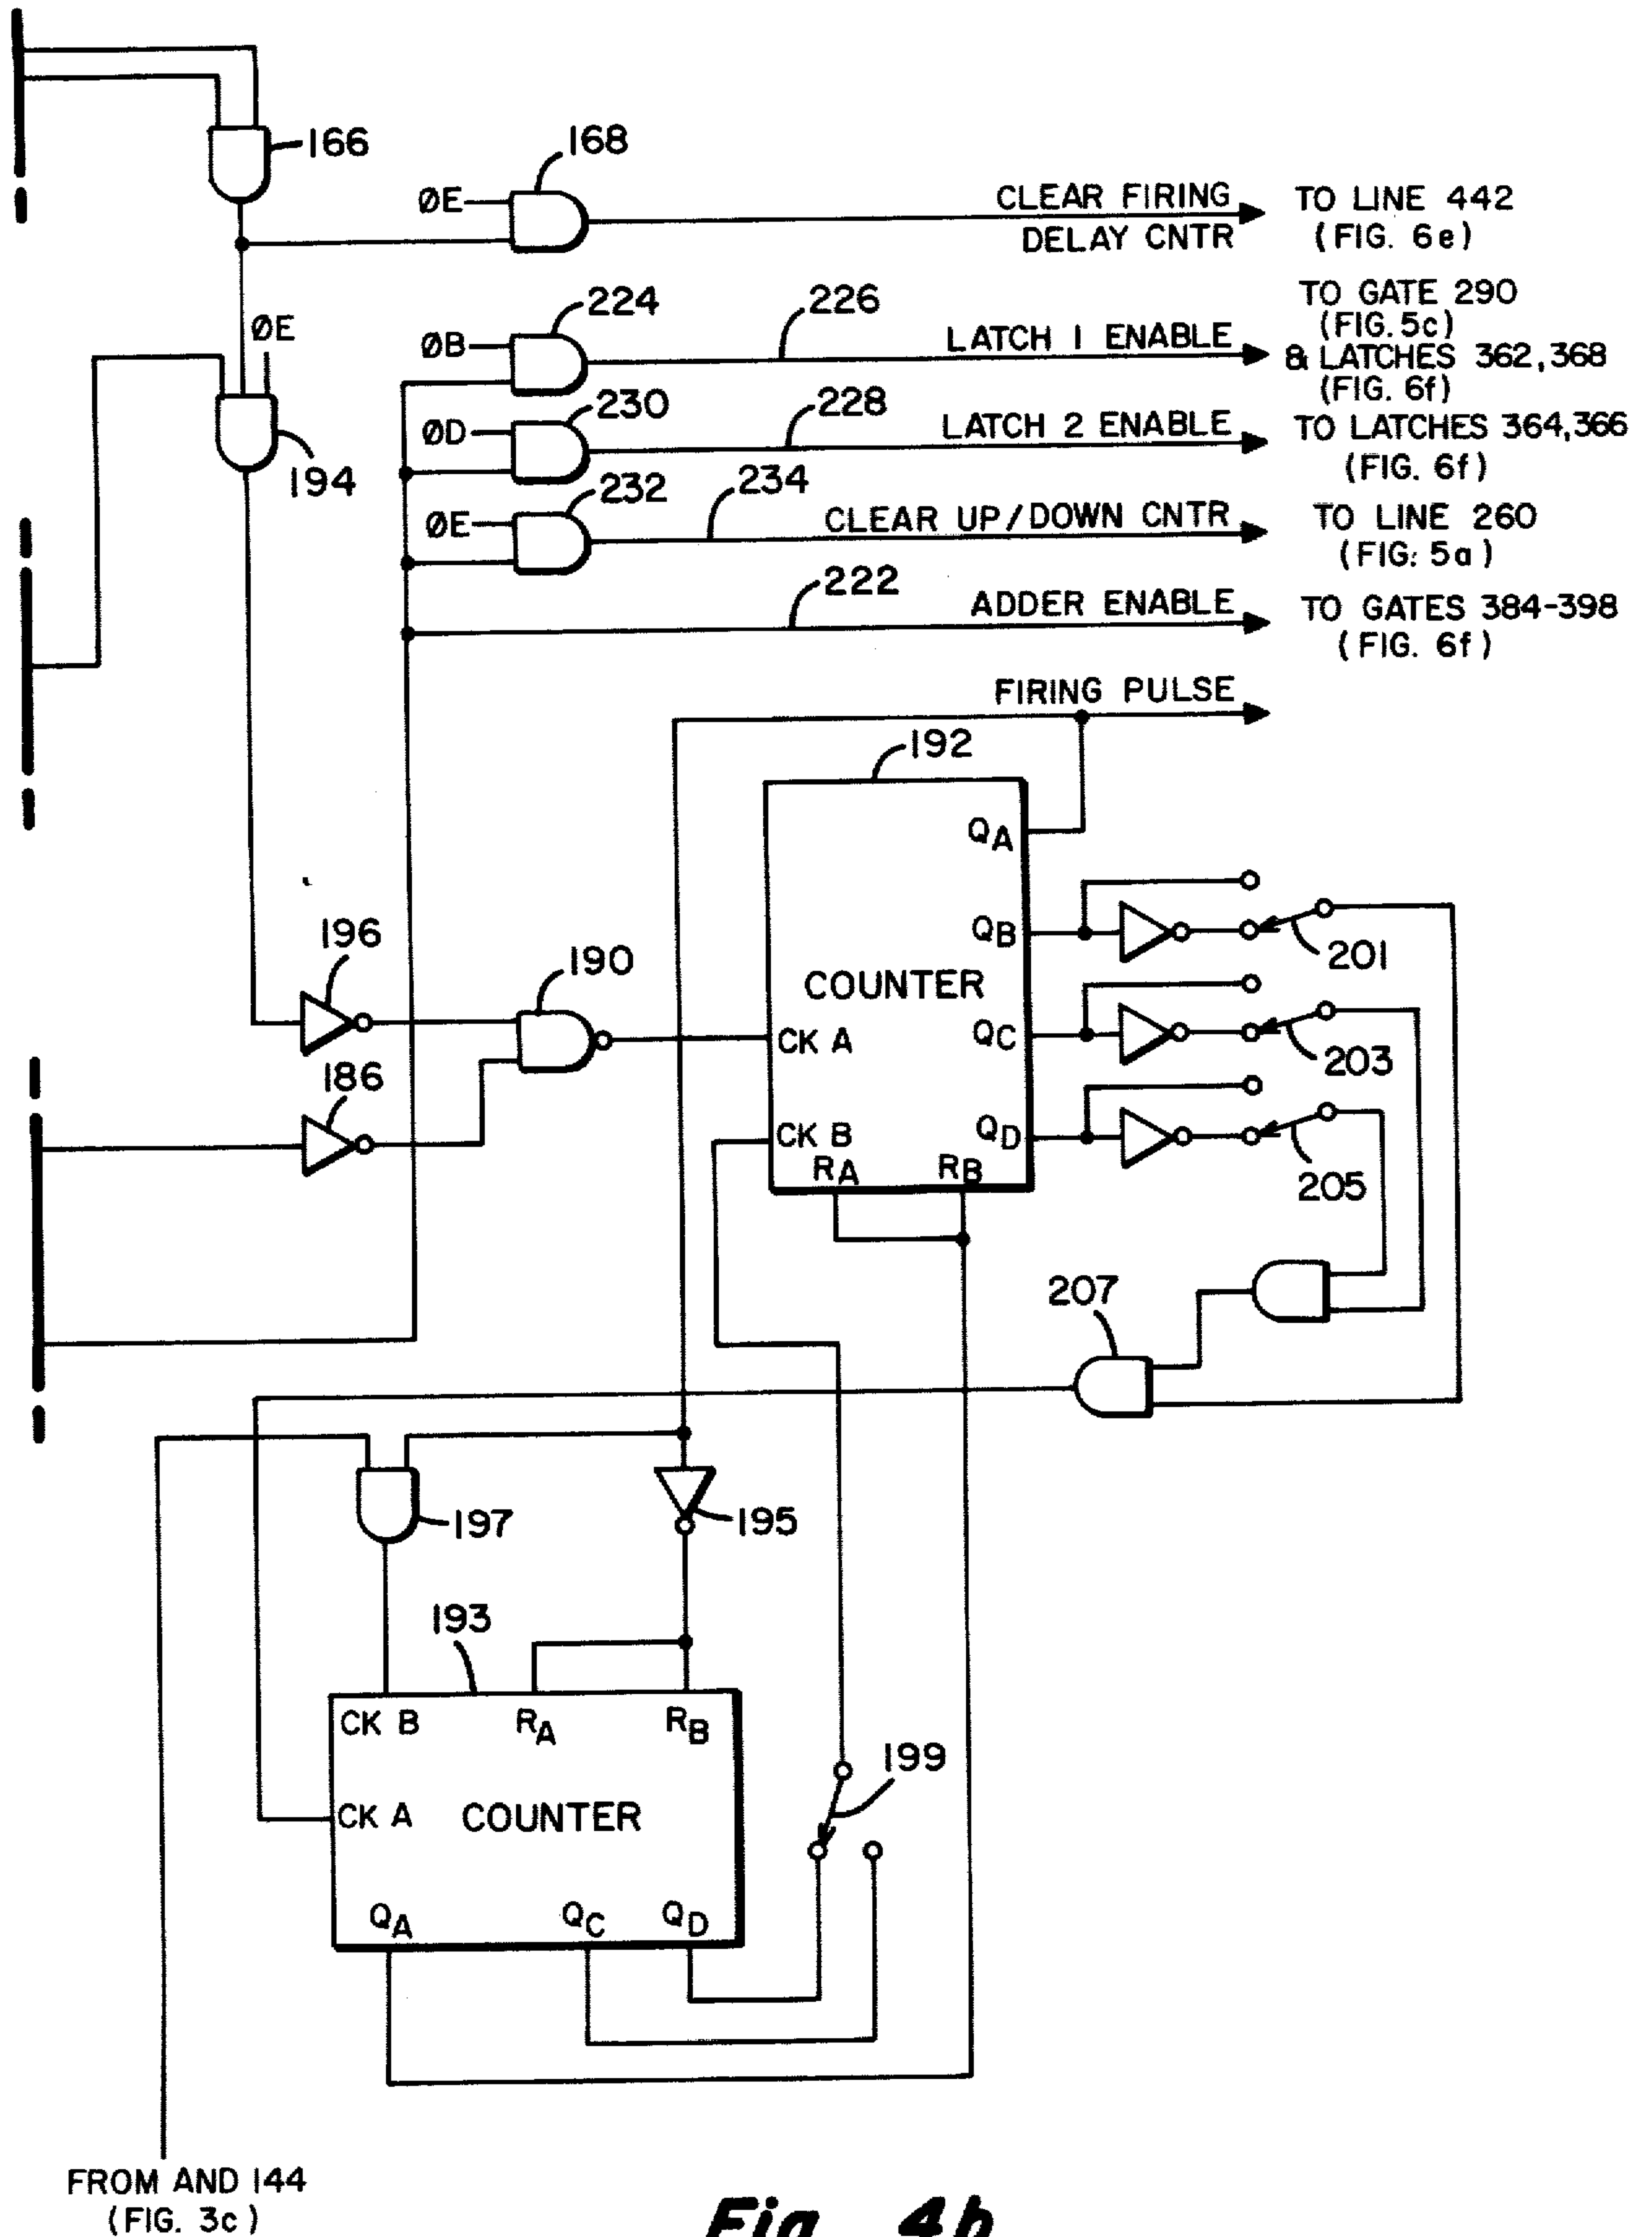 166
168
ØE
CLEAR FIRING
DELAY CNTR
TO LINE 442
(FIG. 6e)
ØE
194
224
226
ØB
LATCH 1 ENABLE
TO GATE 290
(FIG. 5c)
& LATCHES 362,368
(FIG. 6f)
230
228
ØD
LATCH 2 ENABLE
TO LATCHES 364,366
(FIG. 6f)
232
234
ØE
CLEAR UP/DOWN CNTR
TO LINE 260
(FIG. 5a)
222
ADDER ENABLE
TO GATES 384-398
(FIG. 6f)
FIRING PULSE
192
QA
QB
201
196
190
COUNTER
CK A
QC
203
186
CK B
QD
RA
RB
205
207
197
195
193
CK B
RA
RB
199
CK A
COUNTER
QA
QC
QD
FROM AND 144
(FIG. 3c)
Fig. 4b